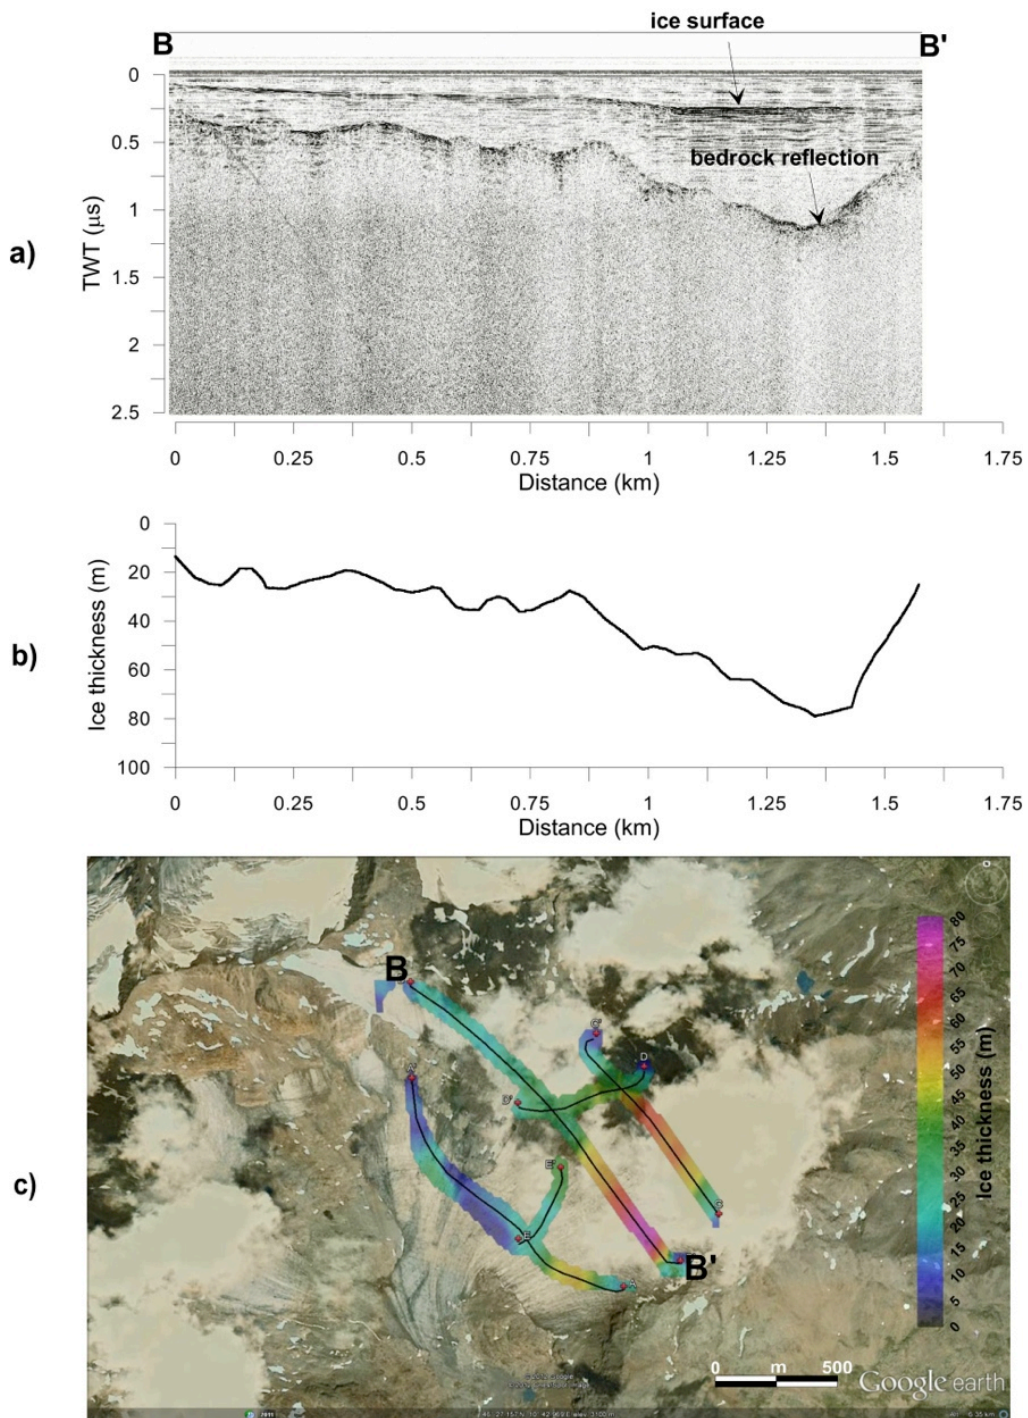 ice surface
B
B'
0
0.5
bedrock reflection
1
a)
TWT (μs)
1.5
2
2.5
0 0.25 0.5 0.75 1 1.25 1.5 1.75
Distance (km)
0
20
40
b)
Ice thickness (m)
60
80
100
0 0.25 0.5 0.75 1 1.25 1.5 1.75
Distance (km)
c)
B
A'
D
D'
E'
B'
80
75
70
65
60
55
50
45
40
35
30
25
20
15
10
5
0
Ice thickness (m)
0 m 500
Google earth